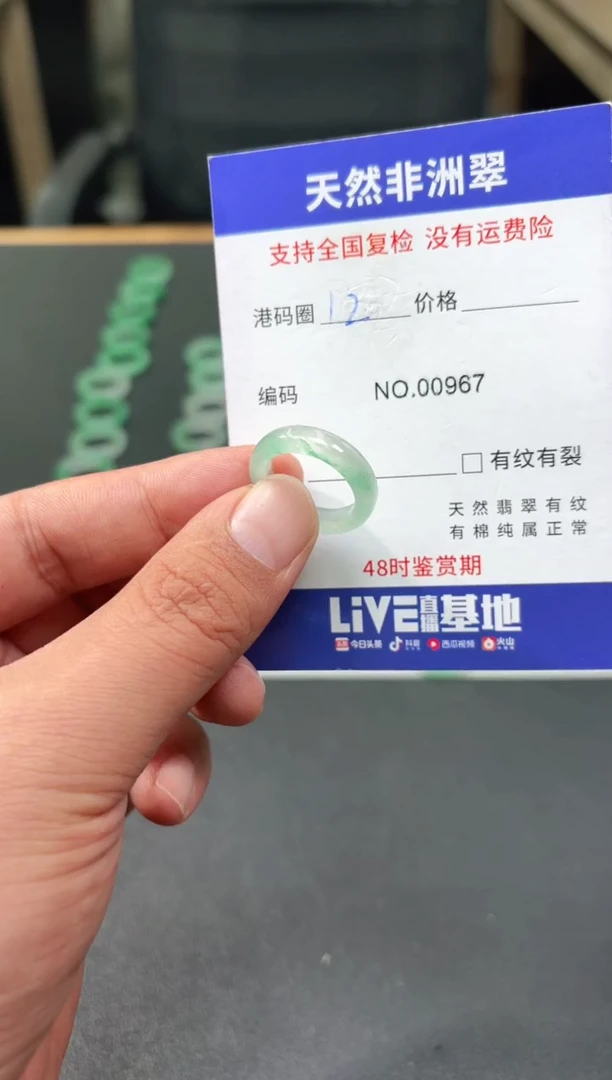 天然非洲翠
支持全国复检 没有运费险
港码圈 12 价格
编码 NO.00967
有纹有裂
天然翡翠有纹
有棉纯属正常
48时鉴赏期
LiVE直播基地
今日头条 抖音 西瓜视频 火山